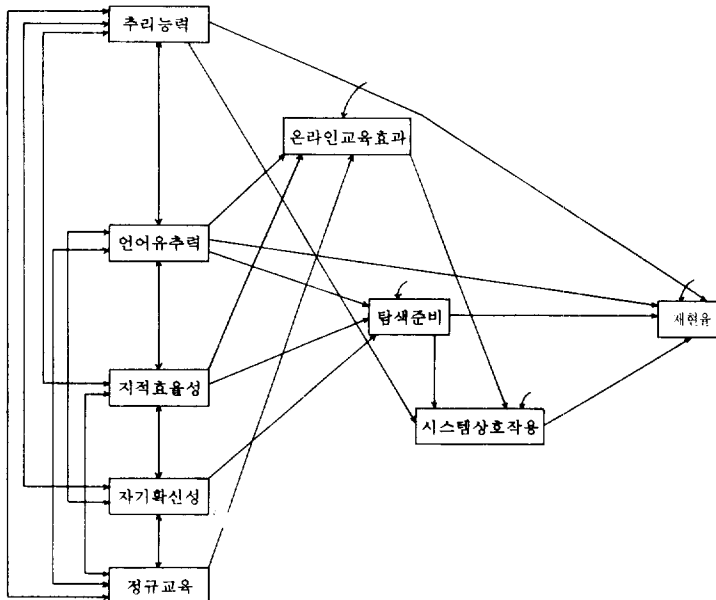 추리능력
온라인교육효과
언어유추력
탐색준비
재현율
지적효율성
시스템상호작용
자기확신성
정규교육